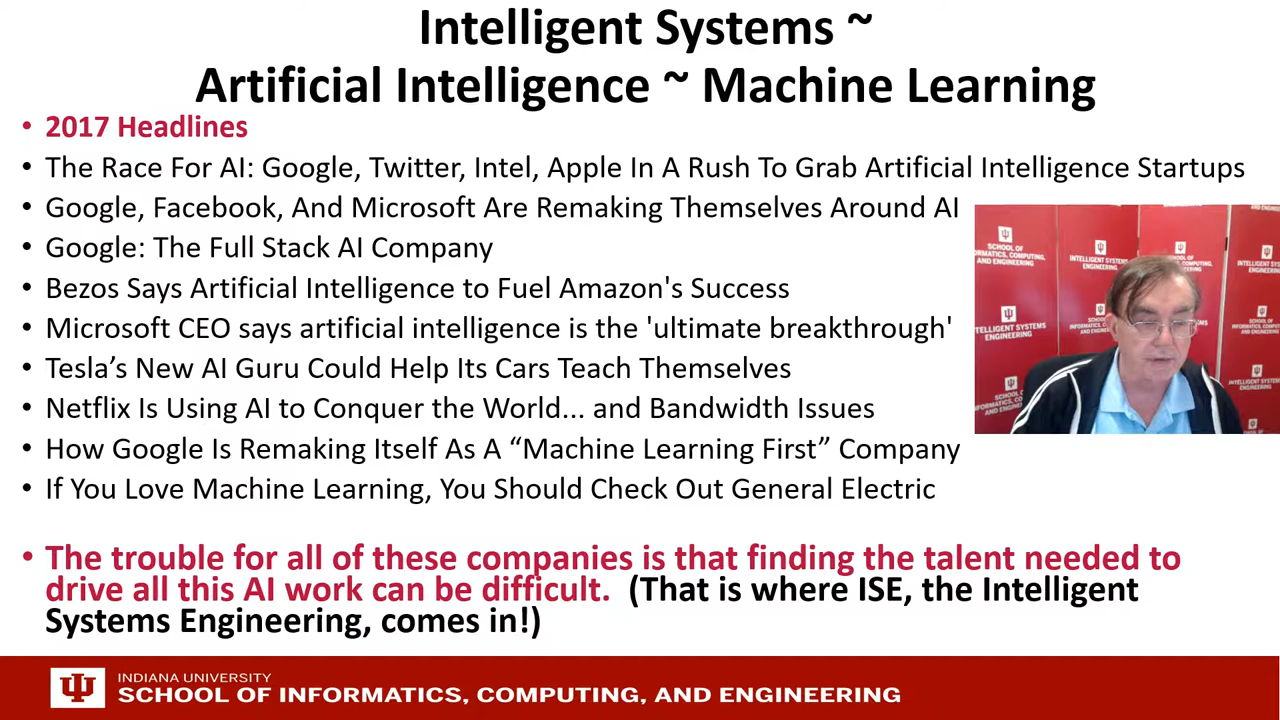 Intelligent Systems ~
Artificial Intelligence ~ Machine Learning
• 2017 Headlines
• The Race For AI: Google, Twitter, Intel, Apple In A Rush To Grab Artificial Intelligence Startups
• Google, Facebook, And Microsoft Are Remaking Themselves Around AI
• Google: The Full Stack AI Company
• Bezos Says Artificial Intelligence to Fuel Amazon's Success
• Microsoft CEO says artificial intelligence is the 'ultimate breakthrough'
• Tesla’s New AI Guru Could Help Its Cars Teach Themselves
• Netflix Is Using AI to Conquer the World... and Bandwidth Issues
• How Google Is Remaking Itself As A “Machine Learning First” Company
• If You Love Machine Learning, You Should Check Out General Electric
SCHOOL OF
INTELLIGENT SYSTEMS
ENGINEERING
• The trouble for all of these companies is that finding the talent needed to
drive all this AI work can be difficult. (That is where ISE, the Intelligent
Systems Engineering, comes in!)
INDIANA UNIVERSITY
SCHOOL OF INFORMATICS, COMPUTING, AND ENGINEERING